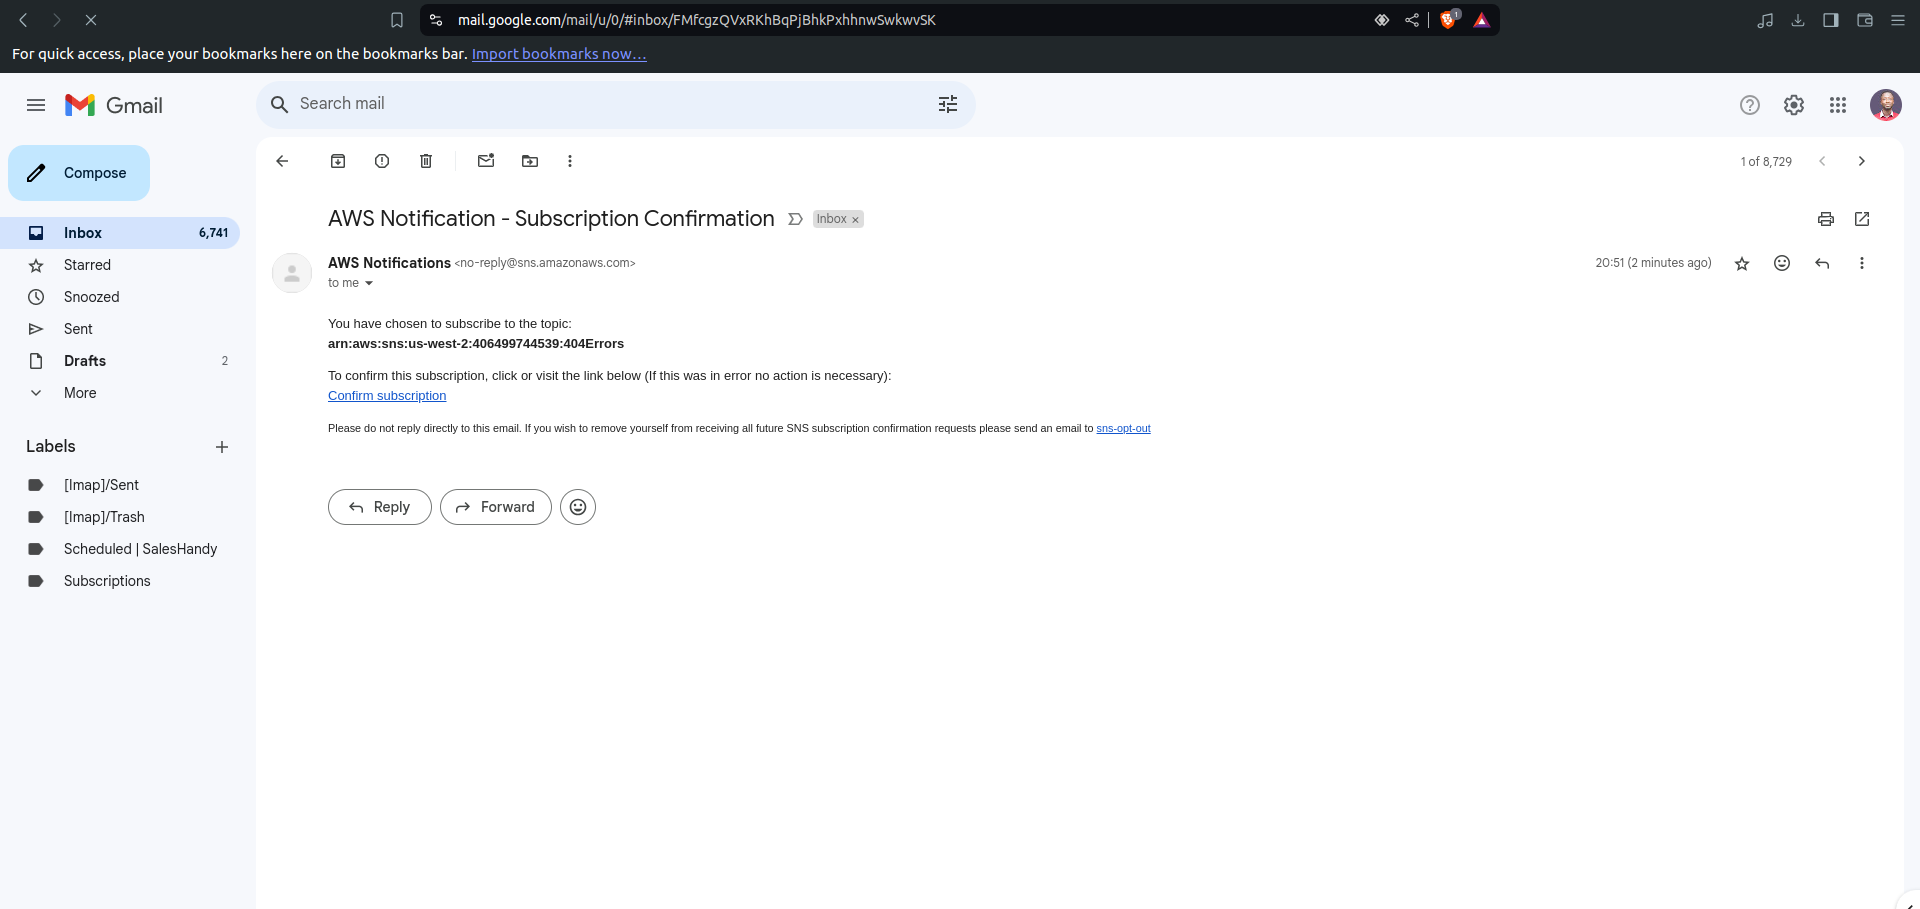 mail.google.com/mail/u/0/#inbox/FMfcgzQVxRKhBqPjBhkPxhhnwSwkwvSK
1
For quick access, place your bookmarks here on the bookmarks bar. Import bookmarks now...
Gmail
Search mail
Compose
1 of 8,729
Inbox 6,741
Starred
Snoozed
Sent
Drafts 2
More
Labels
[Imap]/Sent
[Imap]/Trash
Scheduled | SalesHandy
Subscriptions
AWS Notification - Subscription Confirmation Inbox x
AWS Notifications <no-reply@sns.amazonaws.com> 20:51 (2 minutes ago)
to me
You have chosen to subscribe to the topic:
arn:aws:sns:us-west-2:406499744539:404Errors
To confirm this subscription, click or visit the link below (If this was in error no action is necessary):
Confirm subscription
Please do not reply directly to this email. If you wish to remove yourself from receiving all future SNS subscription confirmation requests please send an email to sns-opt-out
Reply Forward